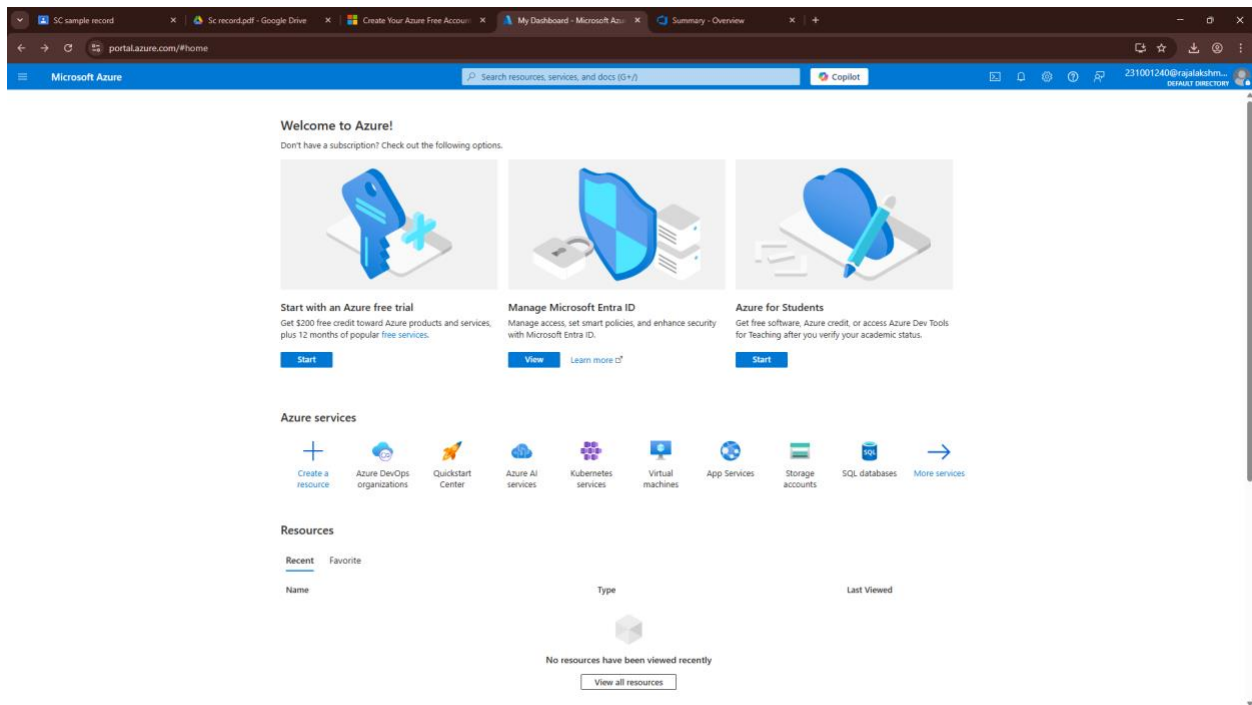 SC sample record
Sc record.pdf - Google Drive
Create Your Azure Free Accoun
My Dashboard - Microsoft Azu
Summary - Overview
portal.azure.com/#home
Microsoft Azure
Search resources, services, and docs (G+/)
Copilot
231001240@rajalakshm...
DEFAULT DIRECTORY
Welcome to Azure!
Don't have a subscription? Check out the following options.
Start with an Azure free trial
Get $200 free credit toward Azure products and services,
plus 12 months of popular free services.
Start
Manage Microsoft Entra ID
Manage access, set smart policies, and enhance security
with Microsoft Entra ID.
View
Learn more
Azure for Students
Get free software, Azure credit, or access Azure Dev Tools
for Teaching after you verify your academic status.
Start
Azure services
Create a
resource
Azure DevOps
organizations
Quickstart
Center
Azure AI
services
Kubernetes
services
Virtual
machines
App Services
Storage
accounts
SQL
SQL databases
More services
Resources
Recent Favorite
Name Type Last Viewed
No resources have been viewed recently
View all resources